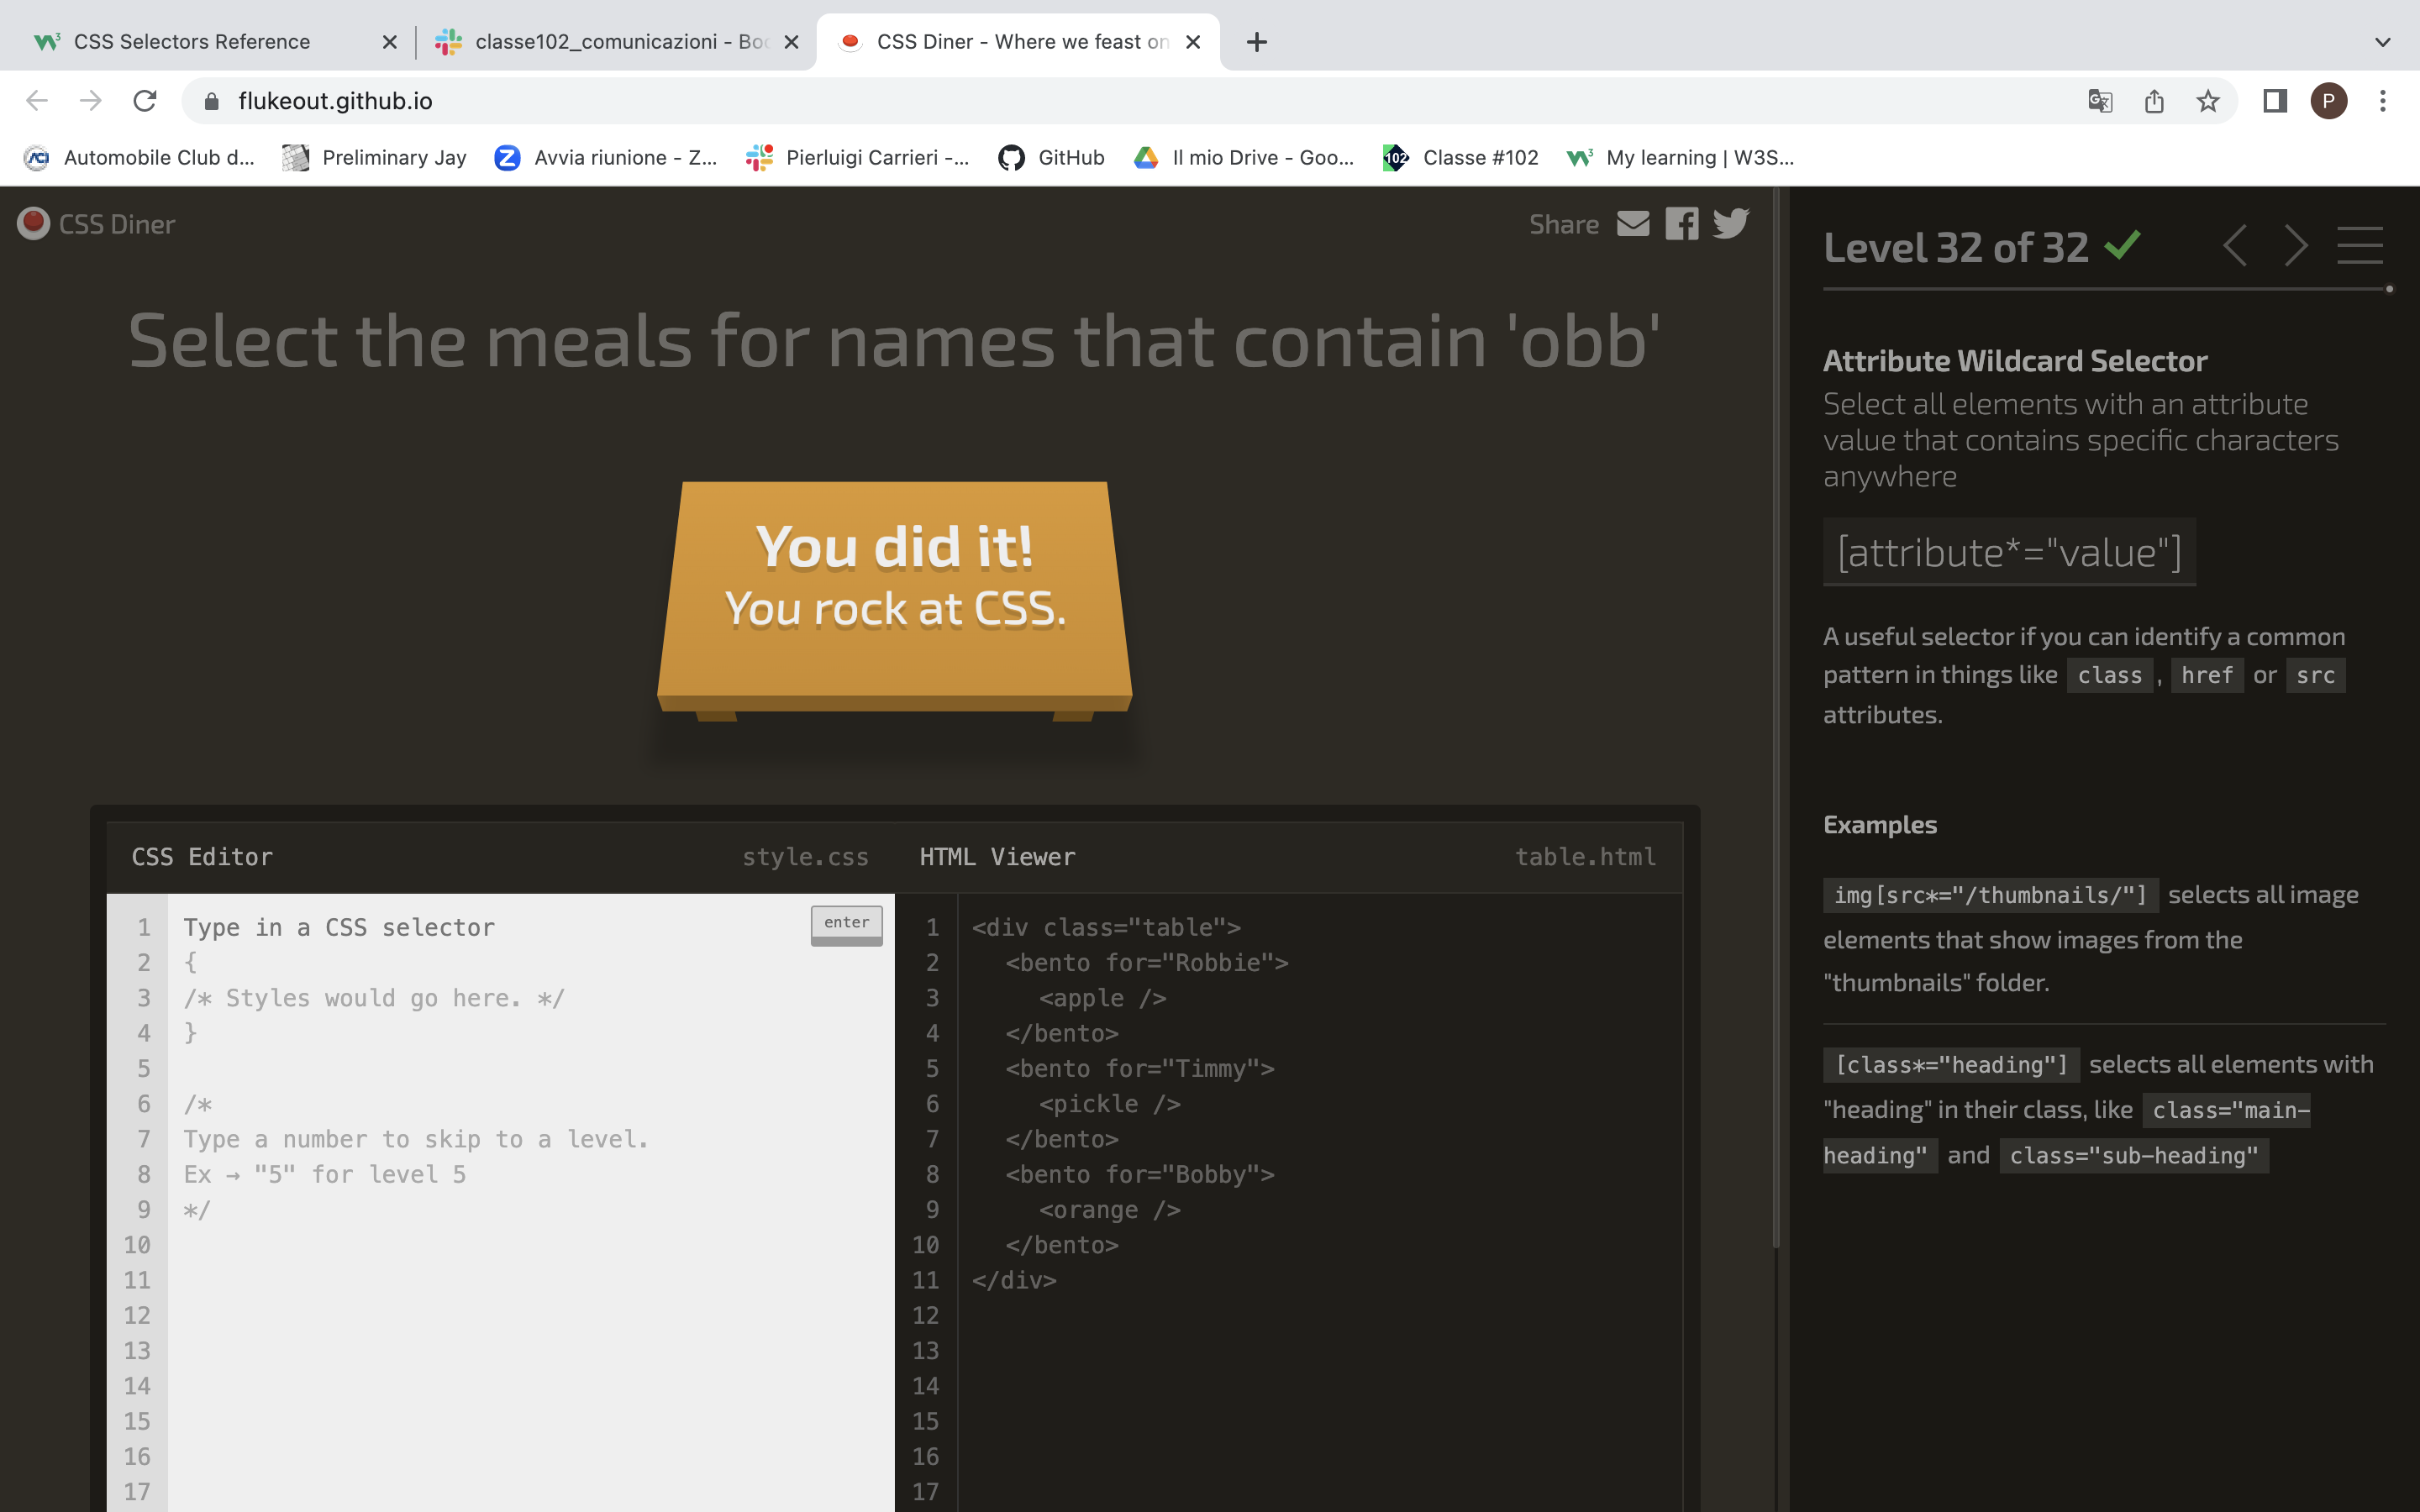 CSS Selectors Reference
classe102_comunicazioni - Boo
CSS Diner - Where we feast on
flukeout.github.io
P
Automobile Club d...
Preliminary Jay
Avvia riunione - Z...
Pierluigi Carrieri -...
GitHub
Il mio Drive - Goo...
102
Classe #102
My learning | W3S...
CSS Diner
Share
Select the meals for names that contain 'obb'
You did it!
You rock at CSS.
CSS Editor
style.css
1 Type in a CSS selector
enter
2 {
3 /* Styles would go here. */
4 }
5
6 /*
7 Type a number to skip to a level.
8 Ex → "5" for level 5
9 */
10
11
12
13
14
15
16
17
HTML Viewer
table.html
1 <div class="table">
2 <bento for="Robbie">
3 <apple />
4 </bento>
5 <bento for="Timmy">
6 <pickle />
7 </bento>
8 <bento for="Bobby">
9 <orange />
10 </bento>
11 </div>
12
13
14
15
16
17
Level 32 of 32
Attribute Wildcard Selector
Select all elements with an attribute
value that contains specific characters
anywhere
[attribute*="value"]
A useful selector if you can identify a common
pattern in things like class , href or src
attributes.
Examples
img[src*="/thumbnails/"] selects all image
elements that show images from the
"thumbnails" folder.
[class*="heading"] selects all elements with
"heading" in their class, like class="main-
heading" and class="sub-heading"